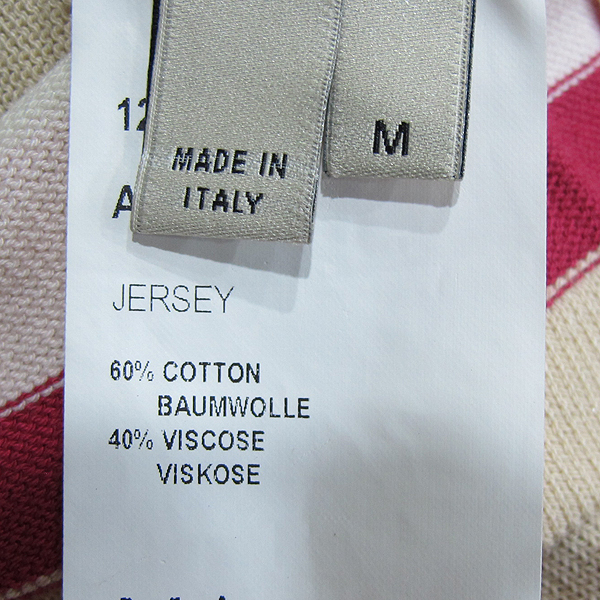 MADE IN
ITALY
M
JERSEY
60% COTTON
BAUMWOLLE
40% VISCOSE
VISKOSE